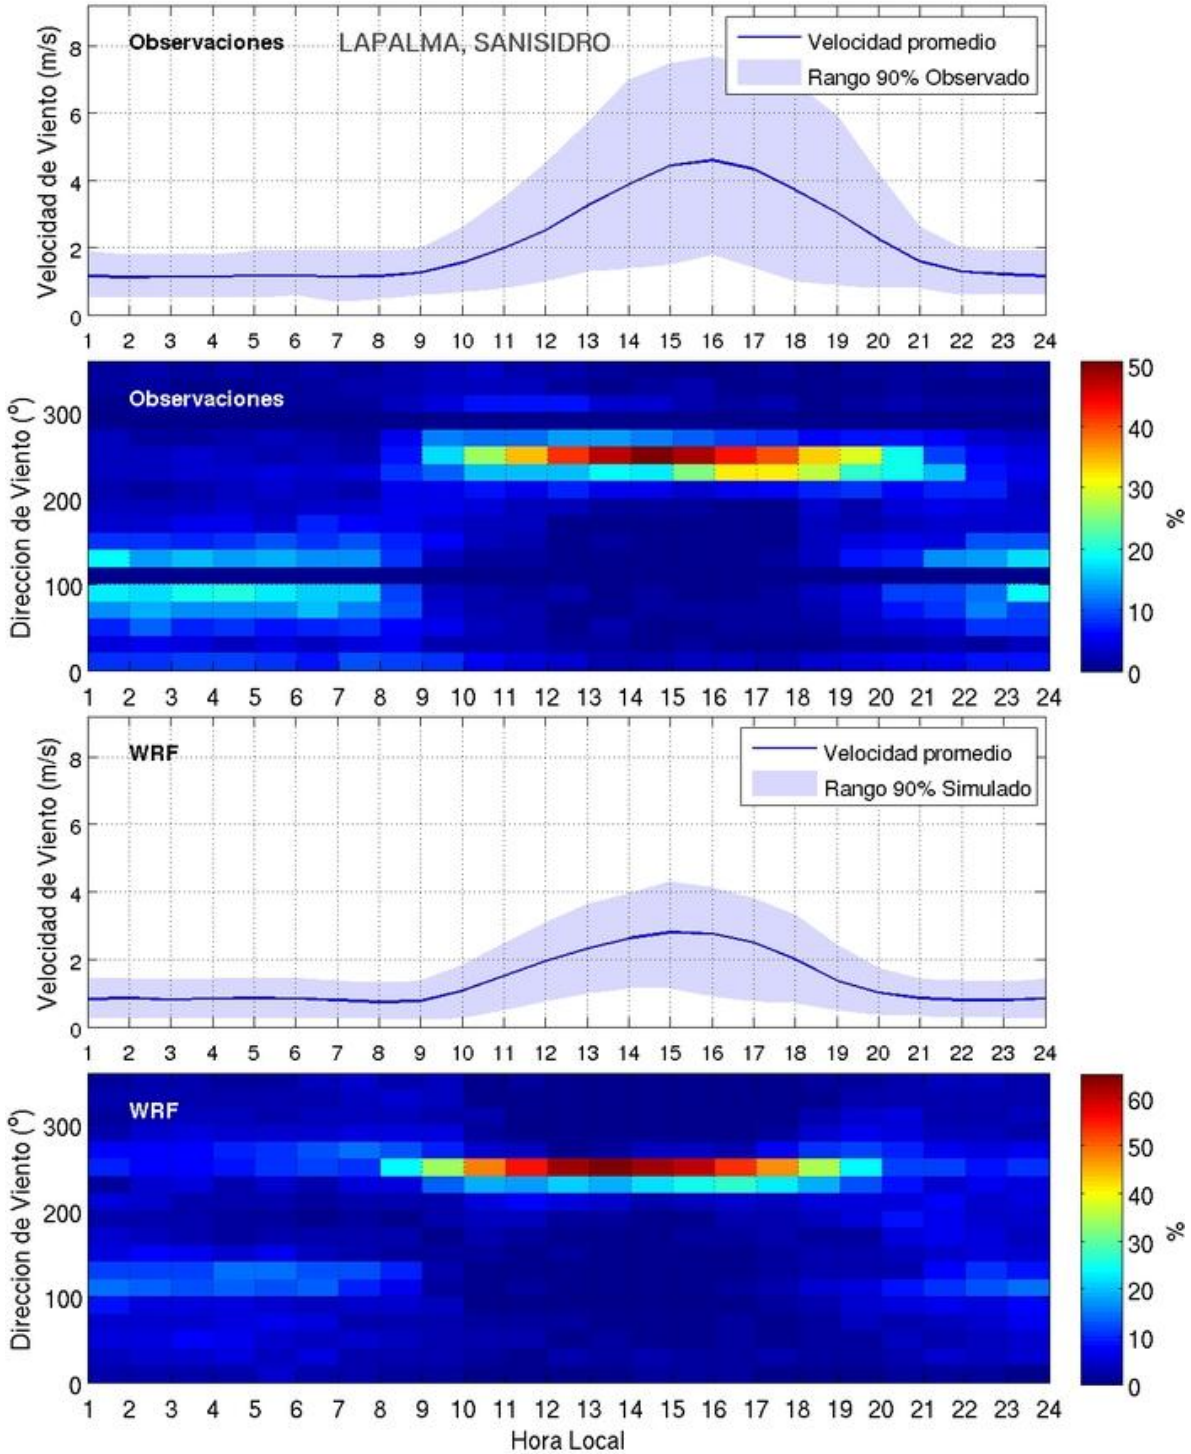 Observaciones LAPALMA, SANISIDRO
Velocidad promedio
Rango 90% Observado
Velocidad de Viento (m/s)
8
6
4
2
0
1 2 3 4 5 6 7 8 9 10 11 12 13 14 15 16 17 18 19 20 21 22 23 24
Observaciones
Direccion de Viento (º)
300
200
100
0
1 2 3 4 5 6 7 8 9 10 11 12 13 14 15 16 17 18 19 20 21 22 23 24
50
40
30
20
10
0
%
WRF
Velocidad promedio
Rango 90% Simulado
Velocidad de Viento (m/s)
8
6
4
2
0
1 2 3 4 5 6 7 8 9 10 11 12 13 14 15 16 17 18 19 20 21 22 23 24
WRF
Direccion de Viento (º)
300
200
100
0
1 2 3 4 5 6 7 8 9 10 11 12 13 14 15 16 17 18 19 20 21 22 23 24
Hora Local
60
50
40
30
20
10
0
%